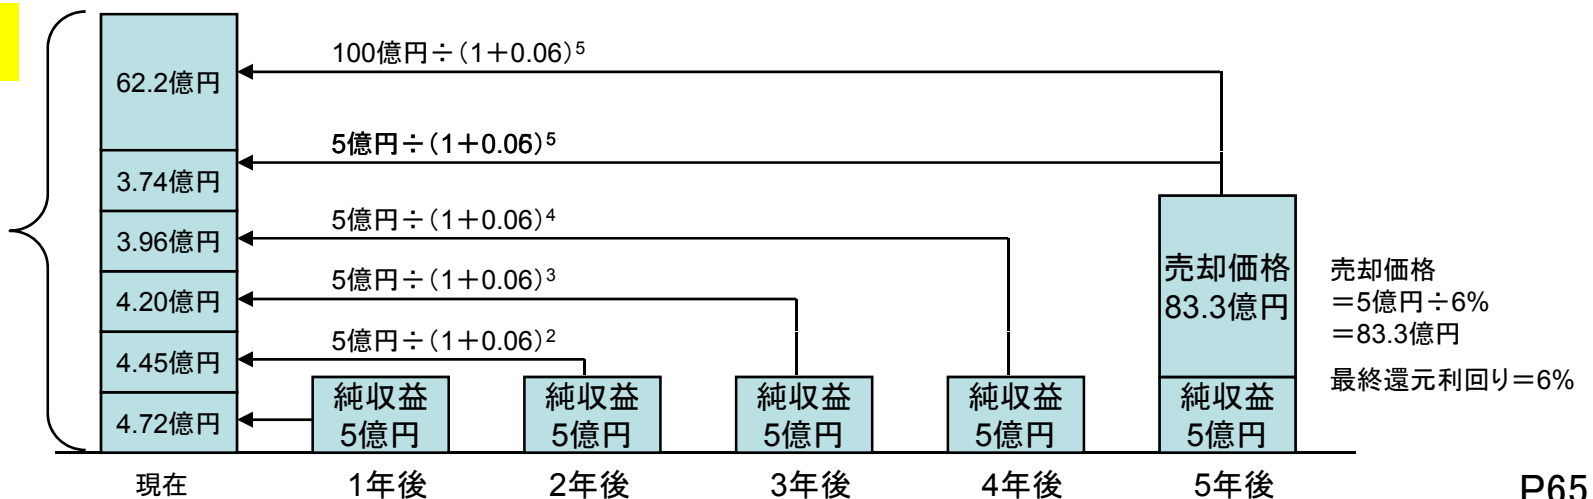 100億円÷(1＋0.06)⁵
62.2億円
5億円÷(1＋0.06)⁵
3.74億円
5億円÷(1＋0.06)⁴
3.96億円
5億円÷(1＋0.06)³
4.20億円
5億円÷(1＋0.06)²
4.45億円
4.72億円
純収益
5億円
純収益
5億円
純収益
5億円
純収益
5億円
売却価格
83.3億円
純収益
5億円
売却価格
＝5億円÷6%
＝83.3億円
最終還元利回り＝6%
現在
1年後
2年後
3年後
4年後
5年後
P65